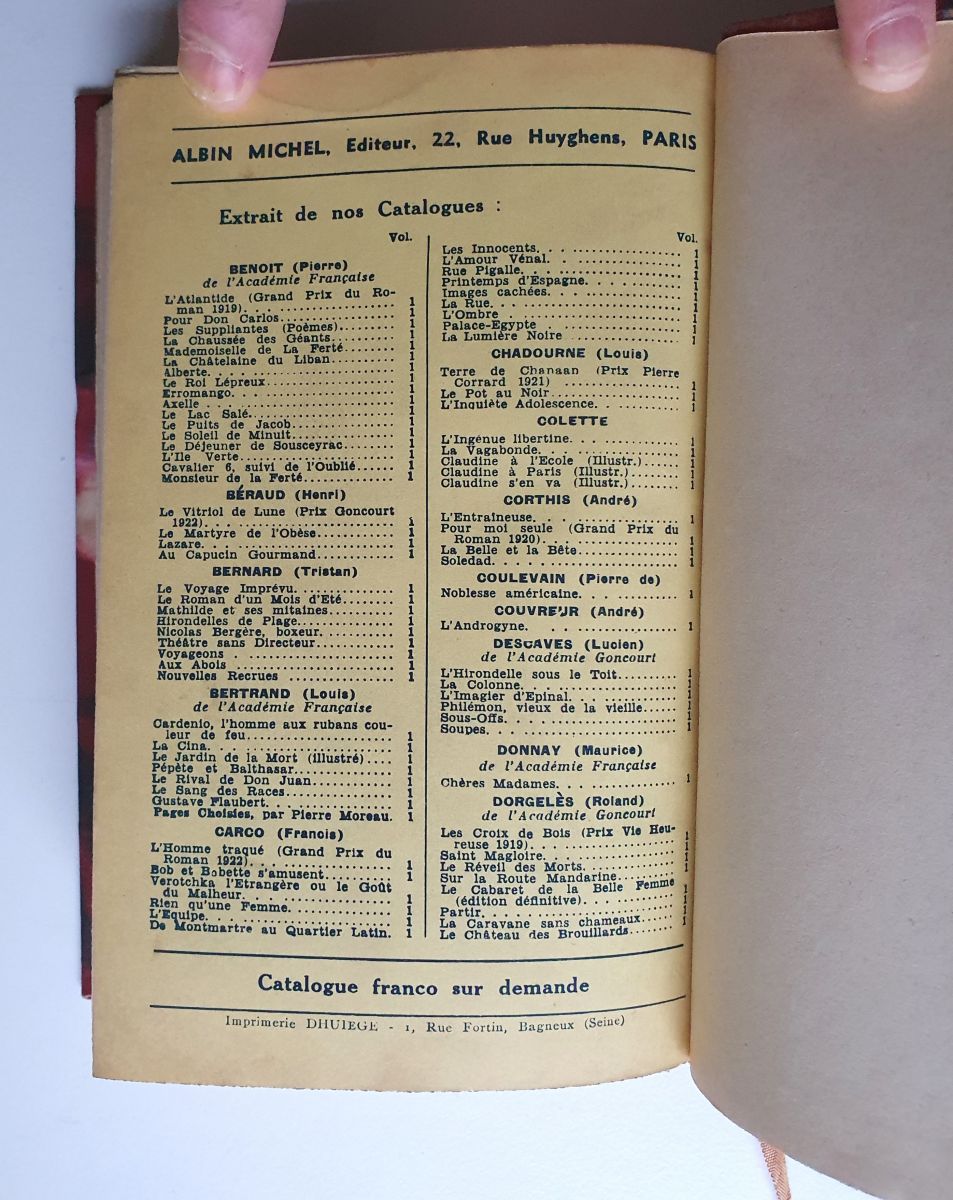 ALBIN MICHEL, Editeur, 22, Rue Huyghens, PARIS
Extrait de nos Catalogues :
Vol.
BENOIT (Pierre)
de l'Académie Française
L'Atlantide (Grand Prix du Ro-
man 1919). 1
Pour Don Carlos. 1
Les Suppliantes (Poèmes). 1
La Chaussée des Géants. 1
Mademoiselle de La Ferté. 1
La Châtelaine du Liban. 1
Alberte. 1
Le Roi Lépreux. 1
Erromango. 1
Axelle 1
Le Lac Salé. 1
Le Puits de Jacob. 1
Le Soleil de Minuit. 1
Le Déjeuner de Sousceyrac. 1
L'Ile Verte. 1
Cavalier 6, suivi de l'Oublié. 1
Monsieur de la Ferté. 1
BÉRAUD (Henri)
Le Vitriol de Lune (Prix Goncourt
1922). 1
Le Martyre de l'Obèse. 1
Lazare. 1
Au Capucin Gourmand. 1
BERNARD (Tristan)
Le Voyage Imprévu. 1
Le Roman d'un Mois d'Eté. 1
Mathilde et ses mitaines. 1
Hirondelles de Plage. 1
Nicolas Bergère, boxeur. 1
Théâtre sans Directeur. 1
Voyageons 1
Aux Abois 1
Nouvelles Recrues 1
BERTRAND (Louis)
de l'Académie Française
Cardenio, l'homme aux rubans cou-
leur de feu. 1
La Cina. 1
Le Jardin de la Mort (illustré). 1
Pépète et Balthasar. 1
Le Rival de Don Juan. 1
Le Sang des Races. 1
Gustave Flaubert. 1
Pages Choisies, par Pierre Moreau. 1
CARCO (Francis)
L'Homme traqué (Grand Prix du
Roman 1922). 1
Bob et Bobette s'amusent. 1
Verotchka l'Etrangère ou le Goût
du Malheur. 1
Rien qu'une Femme. 1
L'Equipe. 1
De Montmartre au Quartier Latin. 1
Vol.
Les Innocents. 1
L'Amour Vénal. 1
Rue Pigalle. 1
Printemps d'Espagne. 1
Images cachées. 1
La Rue. 1
L'Ombre 1
Palace-Egypte 1
La Lumière Noire 1
CHADOURNE (Louis)
Terre de Chanaan (Prix Pierre
Corrard 1921) 1
Le Pot au Noir. 1
L'Inquiète Adolescence. 1
COLETTE
L'Ingénue libertine. 1
La Vagabonde. 1
Claudine à l'Ecole (Illustr.). 1
Claudine à Paris (Illustr.). 1
Claudine s'en va (Illustr.). 1
CORTHIS (André)
L'Entraîneuse. 1
Pour moi seule (Grand Prix du
Roman 1920). 1
La Belle et la Bête. 1
Soledad. 1
COULEVAIN (Pierre de)
Noblesse américaine. 1
COUVREUR (André)
L'Androgyne. 1
DESCAVES (Lucien)
de l'Académie Goncourt
L'Hirondelle sous le Toit. 1
La Colonne. 1
L'Imagier d'Epinal. 1
Philémon, vieux de la vieille. 1
Sous-Offs. 1
Soupes. 1
DONNAY (Maurice)
de l'Académie Française
Chères Madames. 1
DORGELÈS (Roland)
de l'Académie Goncourt
Les Croix de Bois (Prix Vie Heu-
reuse 1919). 1
Saint Magloire. 1
Le Réveil des Morts. 1
Sur la Route Mandarine. 1
Le Cabaret de la Belle Femme
(édition définitive). 1
Partir. 1
La Caravane sans chameaux. 1
Le Château des Brouillards. 1
Catalogue franco sur demande
Imprimerie DHUIEGE - 1, Rue Fortin, Bagneux (Seine)